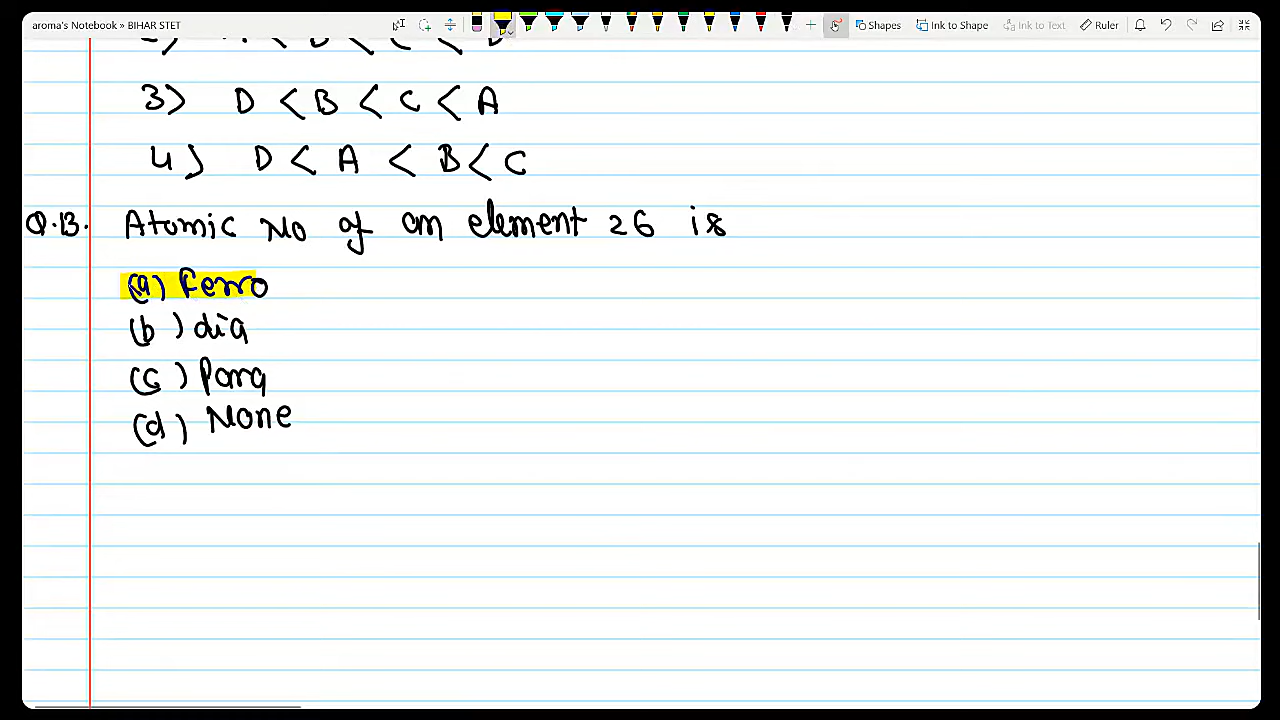 aroma's Notebook » BIHAR STET
Shapes Ink to Shape Ink to Text Ruler
3) D < B < C < A
4) D < A < B < C
Q.13. Atomic No of an element 26 is
(a) Ferro
(b) dia
(c) Para
(d) None